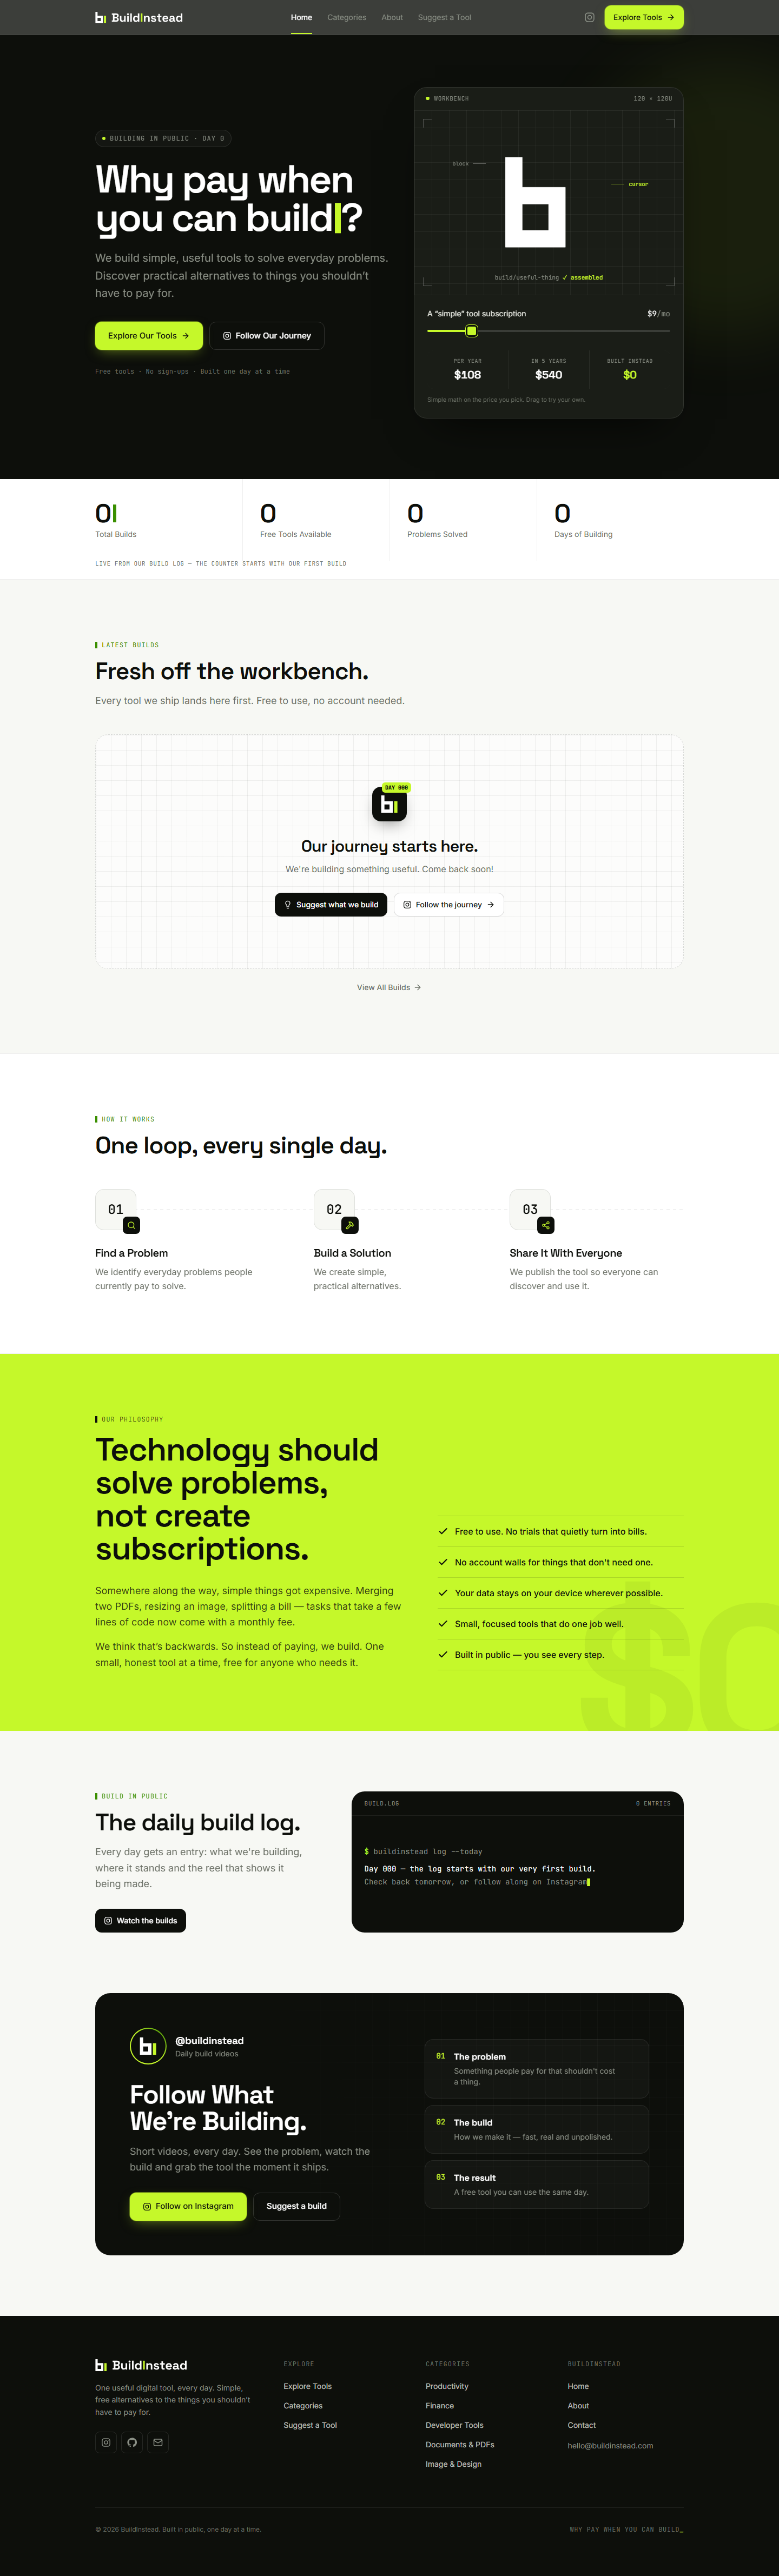 BuildInstead
Home
Categories
About
Suggest a Tool
Explore Tools →
BUILDING IN PUBLIC · DAY 0
Why pay when
you can build?
We build simple, useful tools to solve everyday problems.
Discover practical alternatives to things you shouldn't
have to pay for.
Explore Our Tools →
Follow Our Journey
Free tools · No sign-ups · Built one day at a time
WORKBENCH
120 × 120U
block
cursor
build/useful-thing ✓ assembled
A “simple” tool subscription
$9/mo
PER YEAR
$108
IN 5 YEARS
$540
BUILT INSTEAD
$0
Simple math on the price you pick. Drag to try your own.
0
Total Builds
0
Free Tools Available
0
Problems Solved
0
Days of Building
LIVE FROM OUR BUILD LOG — THE COUNTER STARTS WITH OUR FIRST BUILD
LATEST BUILDS
Fresh off the workbench.
Every tool we ship lands here first. Free to use, no account needed.
DAY 000
Our journey starts here.
We're building something useful. Come back soon!
Suggest what we build
Follow the journey →
View All Builds →
HOW IT WORKS
One loop, every single day.
01
Find a Problem
We identify everyday problems people
currently pay to solve.
02
Build a Solution
We create simple,
practical alternatives.
03
Share It With Everyone
We publish the tool so everyone can
discover and use it.
OUR PHILOSOPHY
Technology should
solve problems,
not create
subscriptions.
Somewhere along the way, simple things got expensive. Merging
two PDFs, resizing an image, splitting a bill — tasks that take a few
lines of code now come with a monthly fee.
We think that's backwards. So instead of paying, we build. One
small, honest tool at a time, free for anyone who needs it.
Free to use. No trials that quietly turn into bills.
No account walls for things that don't need one.
Your data stays on your device wherever possible.
Small, focused tools that do one job well.
Built in public — you see every step.
$0
BUILD IN PUBLIC
The daily build log.
Every day gets an entry: what we're building,
where it stands and the reel that shows it
being made.
Watch the builds
BUILD.LOG
0 ENTRIES
$ buildinstead log --today
Day 000 — the log starts with our very first build.
Check back tomorrow, or follow along on Instagram
@buildinstead
Daily build videos
Follow What
We're Building.
Short videos, every day. See the problem, watch the
build and grab the tool the moment it ships.
Follow on Instagram
Suggest a build
01
The problem
Something people pay for that shouldn't cost
a thing.
02
The build
How we make it — fast, real and unpolished.
03
The result
A free tool you can use the same day.
BuildInstead
One useful digital tool, every day. Simple,
free alternatives to the things you shouldn't
have to pay for.
EXPLORE
Explore Tools
Categories
Suggest a Tool
CATEGORIES
Productivity
Finance
Developer Tools
Documents & PDFs
Image & Design
BUILDINSTEAD
Home
About
Contact
hello@buildinstead.com
© 2026 BuildInstead. Built in public, one day at a time.
WHY PAY WHEN YOU CAN BUILD_